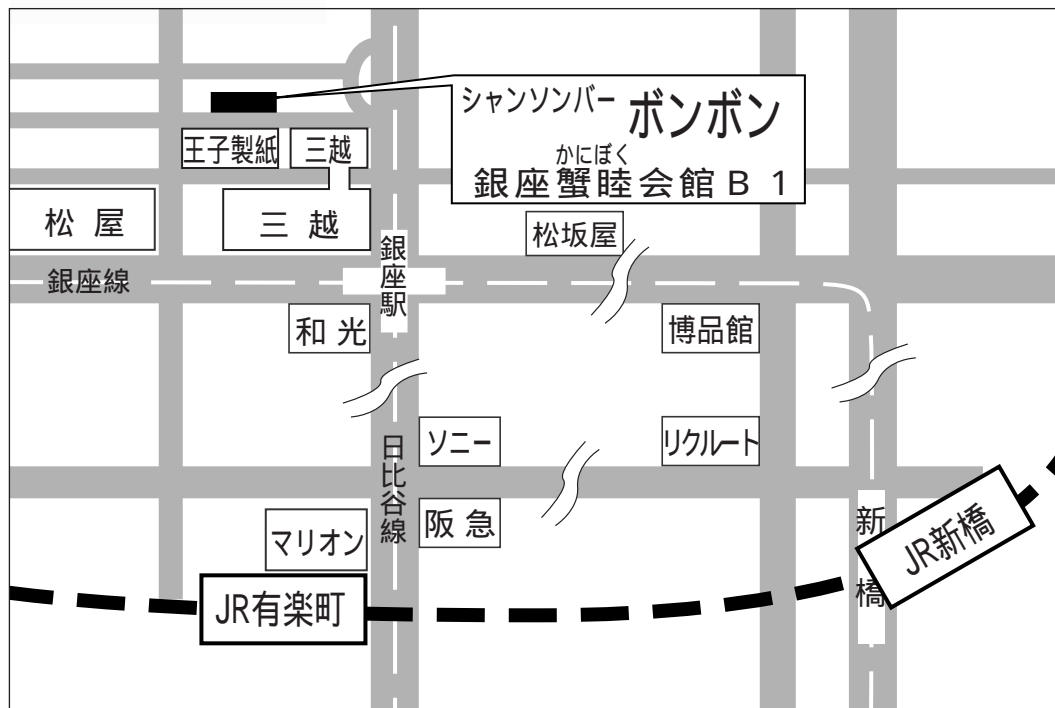 シャンソンバー ボンボン
かにぼく
銀座蟹睦会館B1
王子製紙
三越
松屋
三越
松坂屋
銀座線
銀座駅
和光
博品館
ソニー
リクルート
日比谷線
阪急
マリオン
新橋
JR新橋
JR有楽町